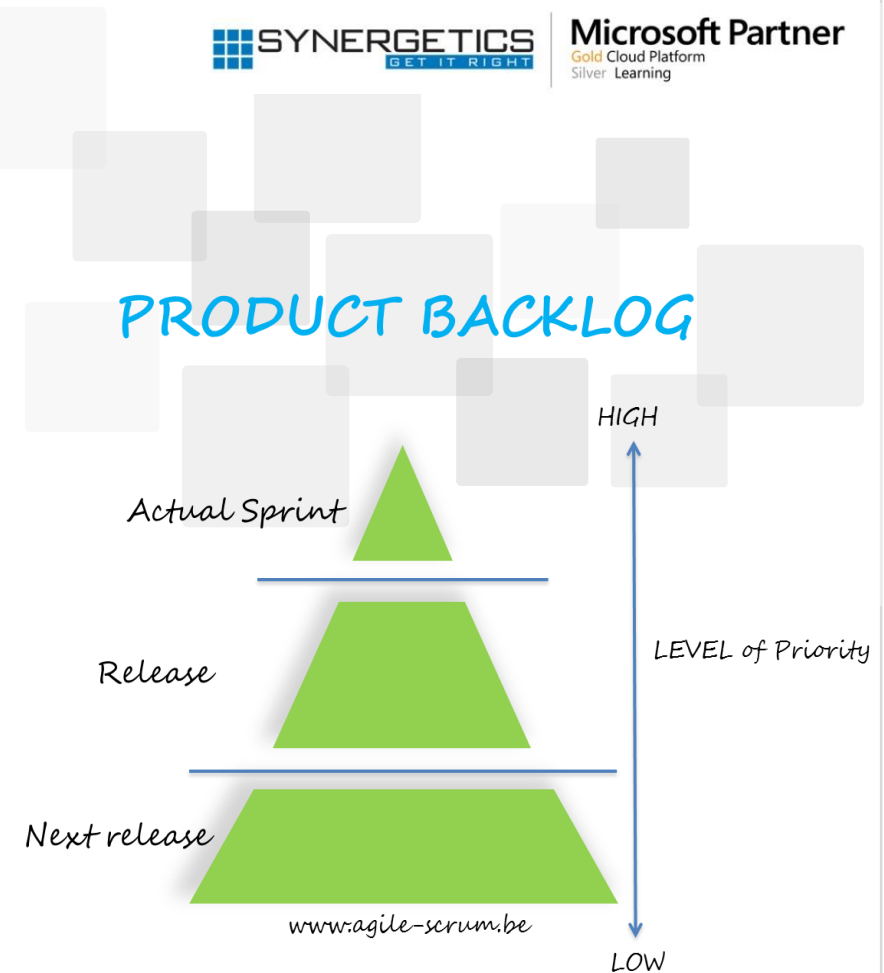 SYNERGETICS
GET IT RIGHT
Microsoft Partner
Gold Cloud Platform
Silver Learning
PRODUCT BACKLOG
HIGH
Actual Sprint
LEVEL of Priority
Release
Next release
www.agile-scrum.be
LOW